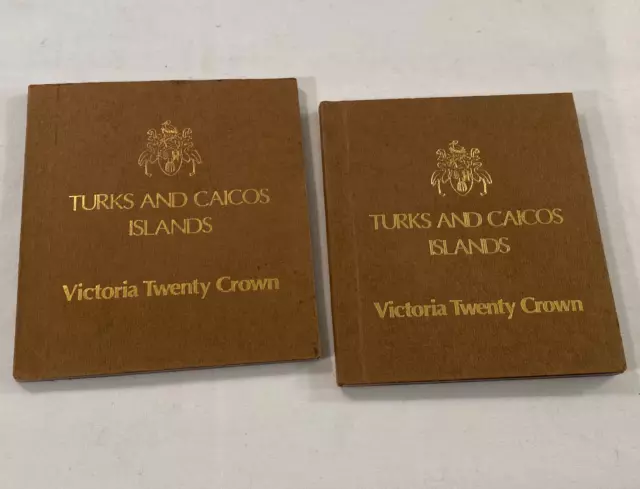 TURKS AND CAICOS
ISLANDS
Victoria Twenty Crown
TURKS AND CAICOS
ISLANDS
Victoria Twenty Crown